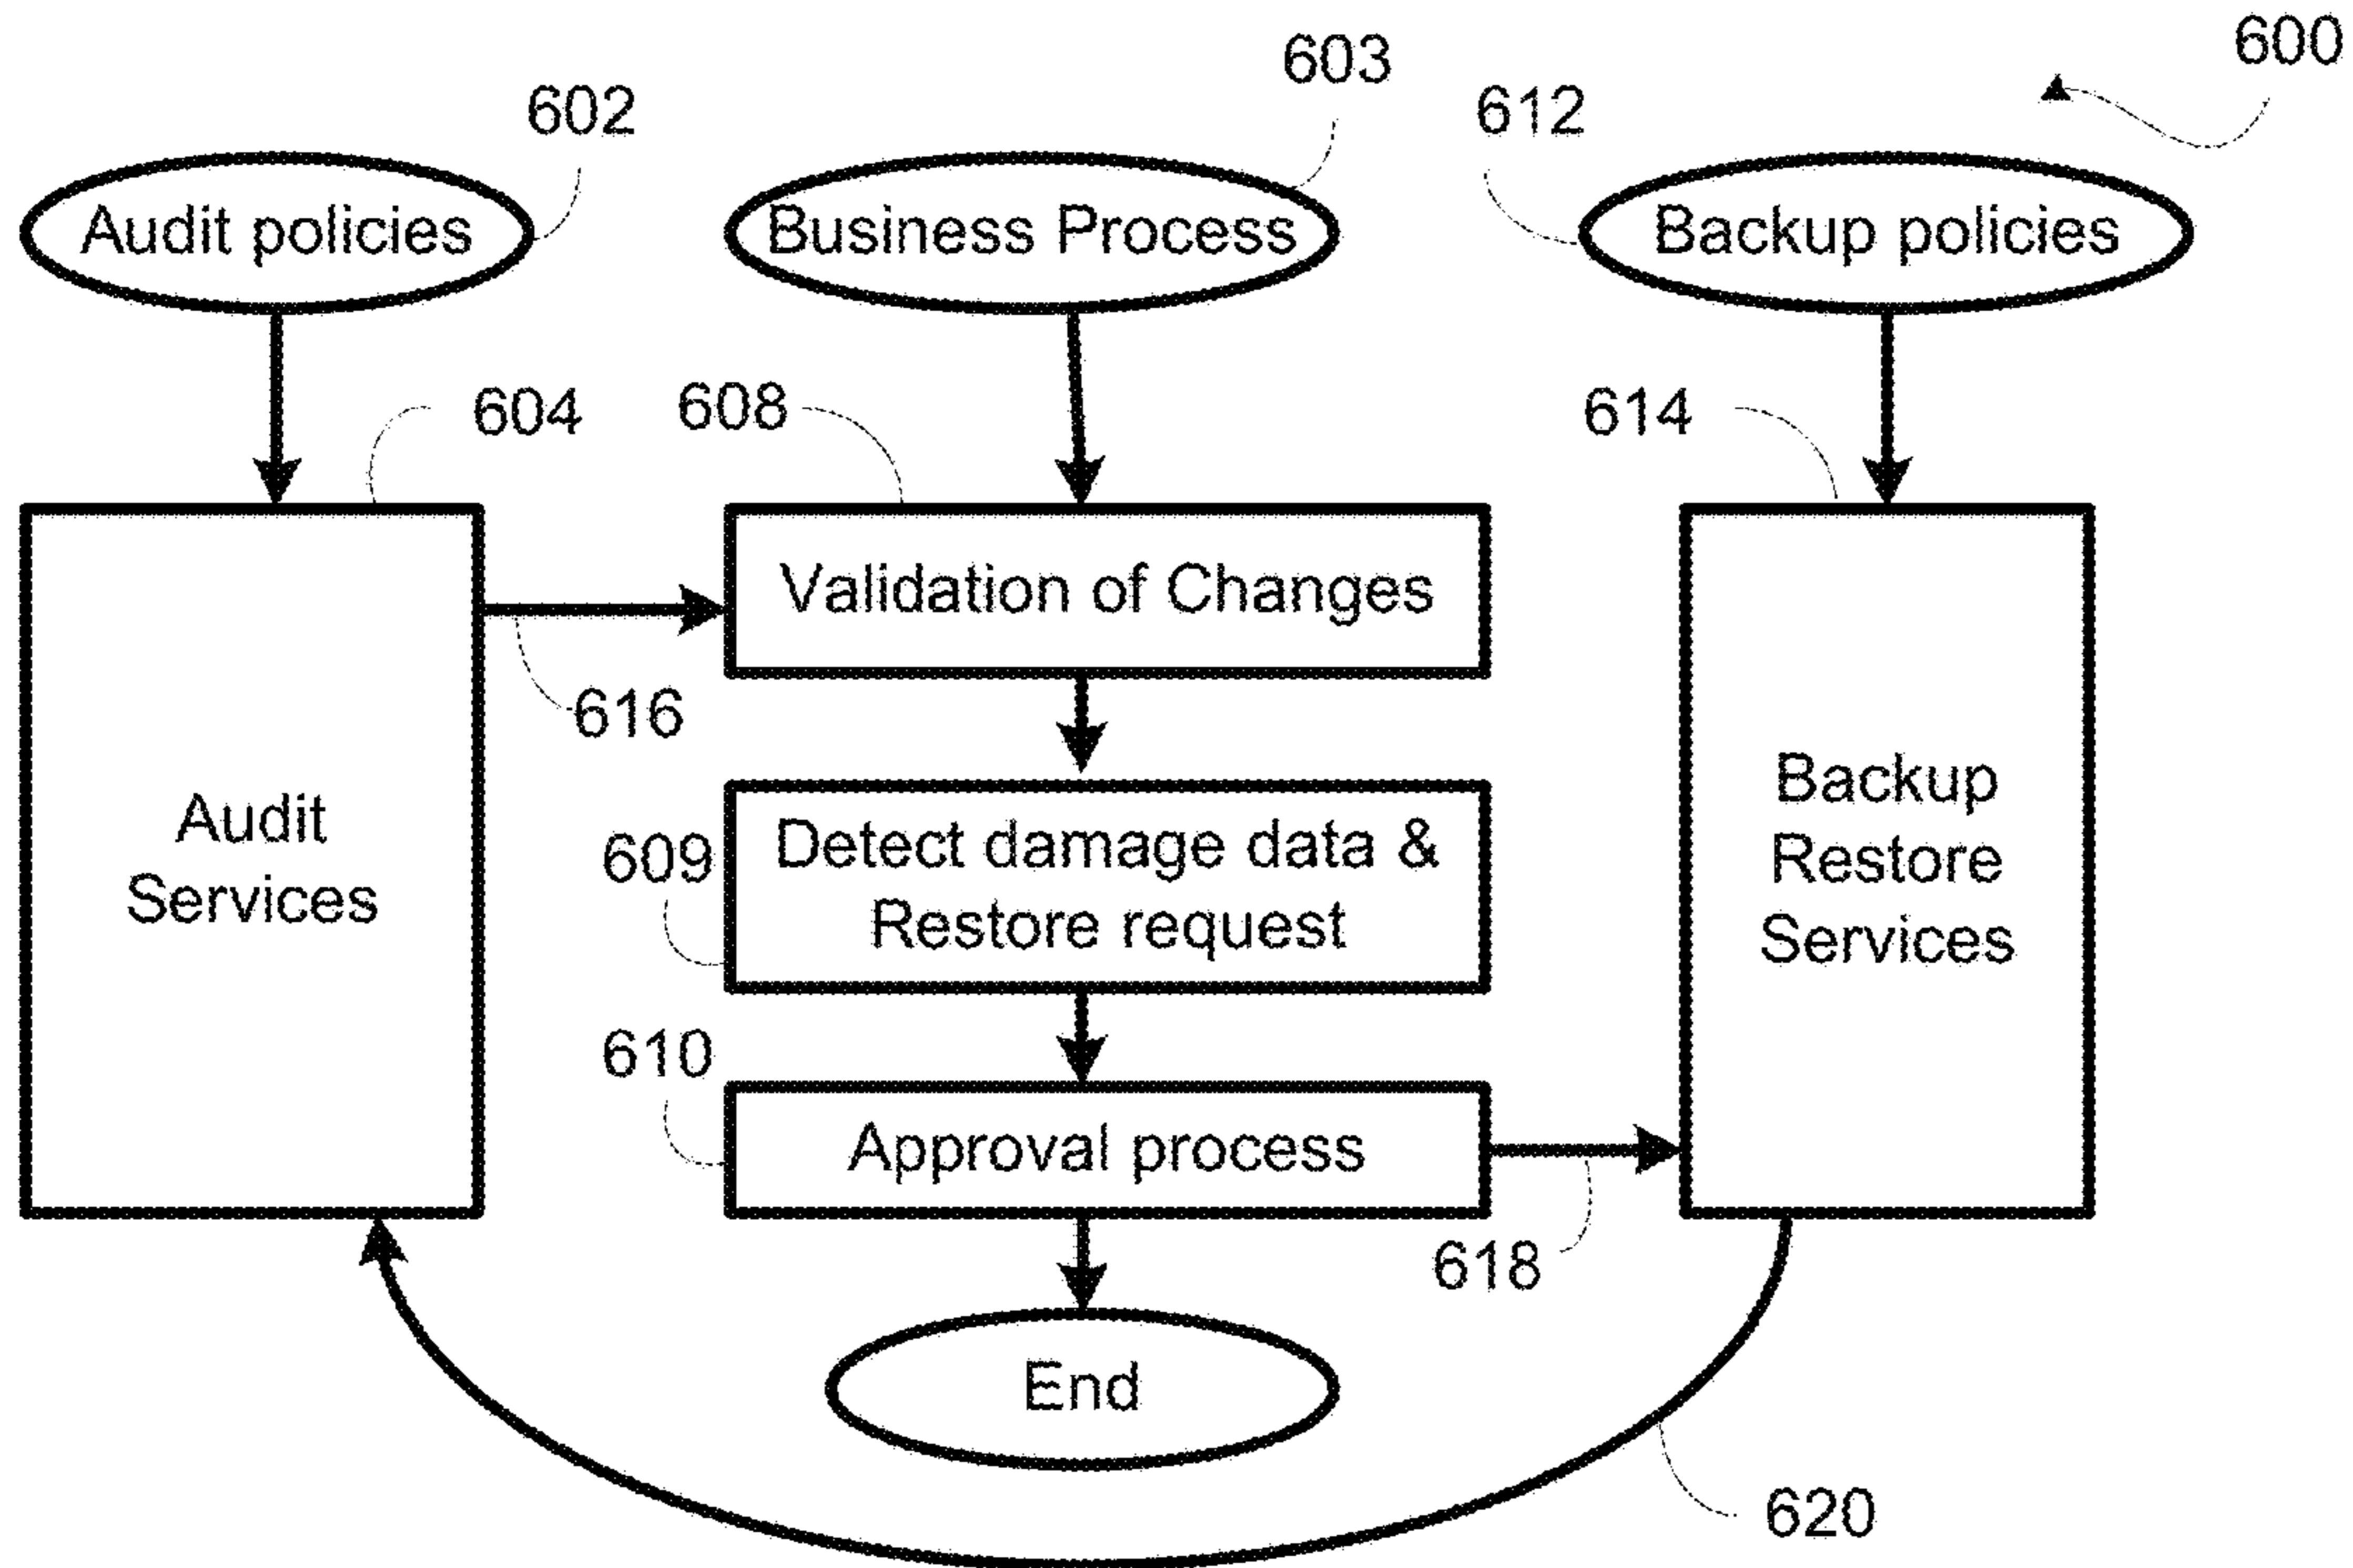 600
603
602
612
Audit policies
Business Process
Backup policies
604
608
614
Validation of Changes
616
Audit
Services
609
Detect damage data &
Restore request
Backup
Restore
Services
610
Approval process
618
End
620